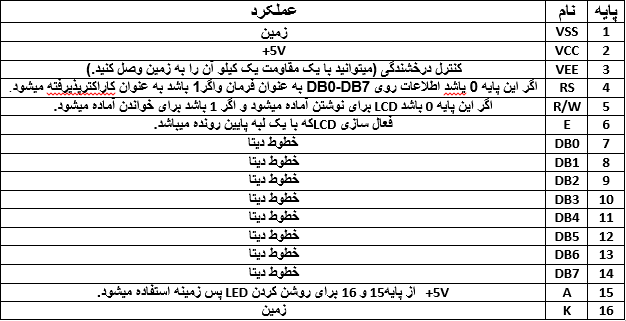 پایه نام عملکرد
1 VSS زمین
2 VCC +5V
3 VEE کنترل درخشندگی (میتوانید با یک مقاومت یک کیلو آن را به زمین وصل کنید.)
4 RS اگر این پایه 0 باشد اطلاعات روی DB0-DB7 به عنوان فرمان واگر1 باشد به عنوان کاراکترپذیرفته میشود.
5 R/W اگر این پایه 0 باشد LCD برای نوشتن آماده میشود و اگر 1 باشد برای خواندن آماده میشود.
6 E فعال سازی LCDکه با یک لبه پایین رونده میباشد.
7 DB0 خطوط دیتا
8 DB1 خطوط دیتا
9 DB2 خطوط دیتا
10 DB3 خطوط دیتا
11 DB4 خطوط دیتا
12 DB5 خطوط دیتا
13 DB6 خطوط دیتا
14 DB7 خطوط دیتا
15 A +5V از پایه15 و 16 برای روشن کردن LED پس زمینه استفاده میشود.
16 K زمین